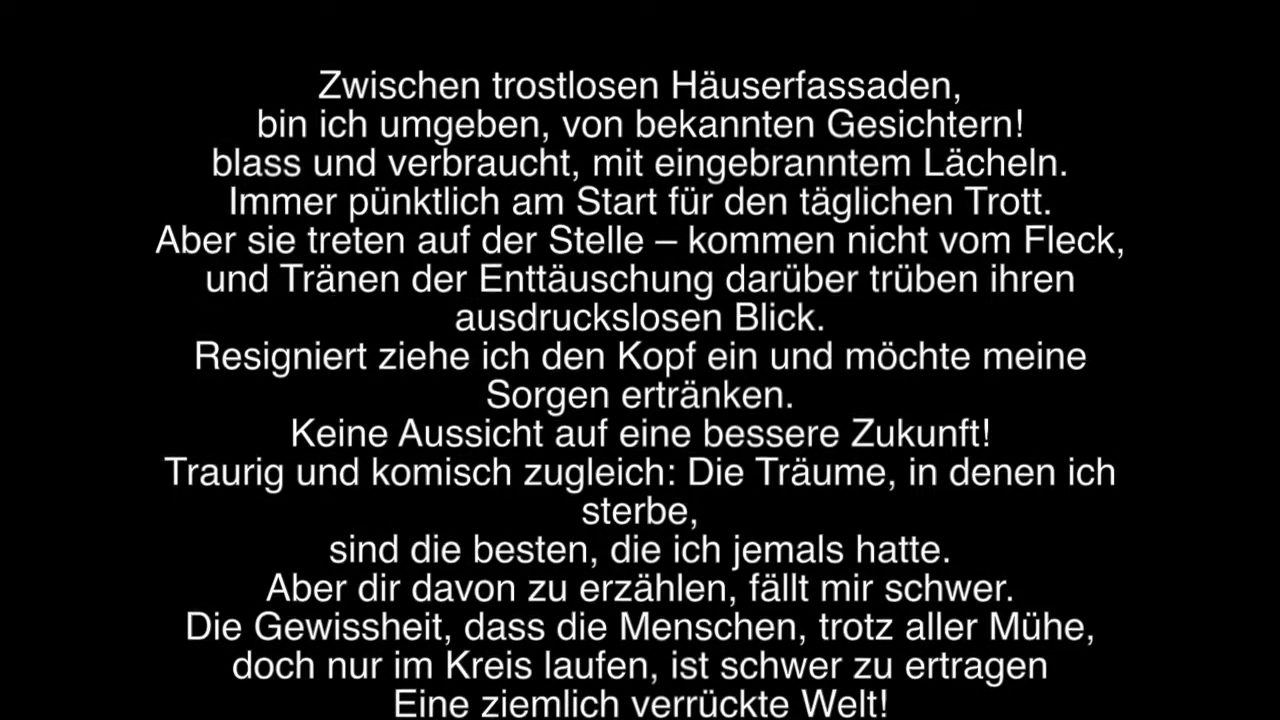 Zwischen trostlosen Häuserfassaden,
bin ich umgeben, von bekannten Gesichtern!
blass und verbraucht, mit eingebranntem Lächeln.
Immer pünktlich am Start für den täglichen Trott.
Aber sie treten auf der Stelle – kommen nicht vom Fleck,
und Tränen der Enttäuschung darüber trüben ihren
ausdruckslosen Blick.
Resigniert ziehe ich den Kopf ein und möchte meine
Sorgen ertränken.
Keine Aussicht auf eine bessere Zukunft!
Traurig und komisch zugleich: Die Träume, in denen ich
sterbe,
sind die besten, die ich jemals hatte.
Aber dir davon zu erzählen, fällt mir schwer.
Die Gewissheit, dass die Menschen, trotz aller Mühe,
doch nur im Kreis laufen, ist schwer zu ertragen
Eine ziemlich verrückte Welt!